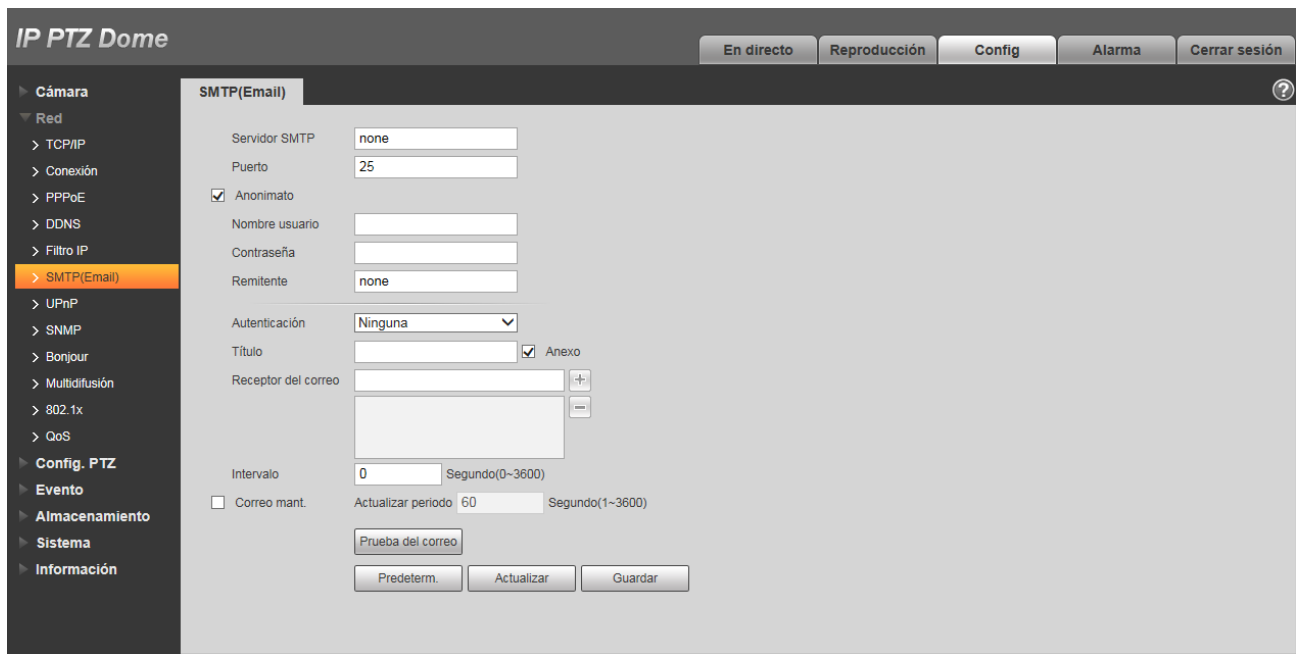 IP PTZ Dome
En directo
Reproducción
Config
Alarma
Cerrar sesión
Cámara
Red
TCP/IP
Conexión
PPPoE
DDNS
Filtro IP
SMTP(Email)
UPnP
SNMP
Bonjour
Multidifusión
802.1x
QoS
Config. PTZ
Evento
Almacenamiento
Sistema
Información
SMTP(Email)
?
Servidor SMTP none
Puerto 25
Anonimato
Nombre usuario
Contraseña
Remitente none
Autenticación Ninguna
Título Anexo
Receptor del correo
Intervalo 0 Segundo(0~3600)
Correo mant. Actualizar periodo 60 Segundo(1~3600)
Prueba del correo
Predeterm. Actualizar Guardar